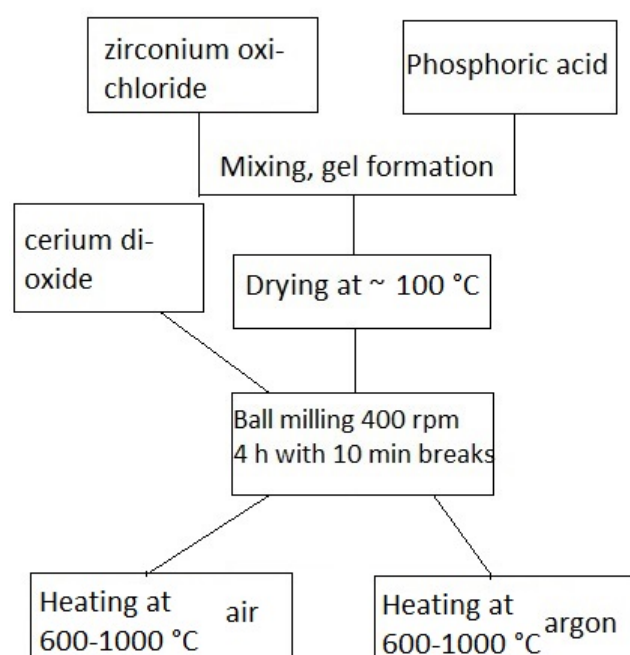 zirconium oxi-
chloride
Phosphoric acid
Mixing, gel formation
cerium di-
oxide
Drying at ~ 100 °C
Ball milling 400 rpm
4 h with 10 min breaks
Heating at air
600-1000 °C
Heating at argon
600-1000 °C